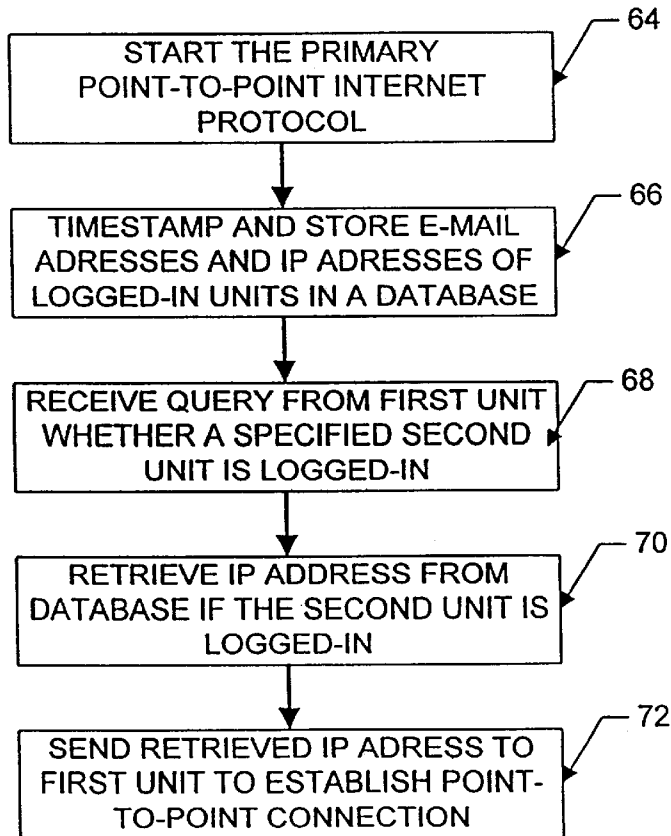 64
START THE PRIMARY
POINT-TO-POINT INTERNET
PROTOCOL
66
TIMESTAMP AND STORE E-MAIL
ADRESSES AND IP ADRESSES OF
LOGGED-IN UNITS IN A DATABASE
68
RECEIVE QUERY FROM FIRST UNIT
WHETHER A SPECIFIED SECOND
UNIT IS LOGGED-IN
70
RETRIEVE IP ADDRESS FROM
DATABASE IF THE SECOND UNIT IS
LOGGED-IN
72
SEND RETRIEVED IP ADRESS TO
FIRST UNIT TO ESTABLISH POINT-
TO-POINT CONNECTION